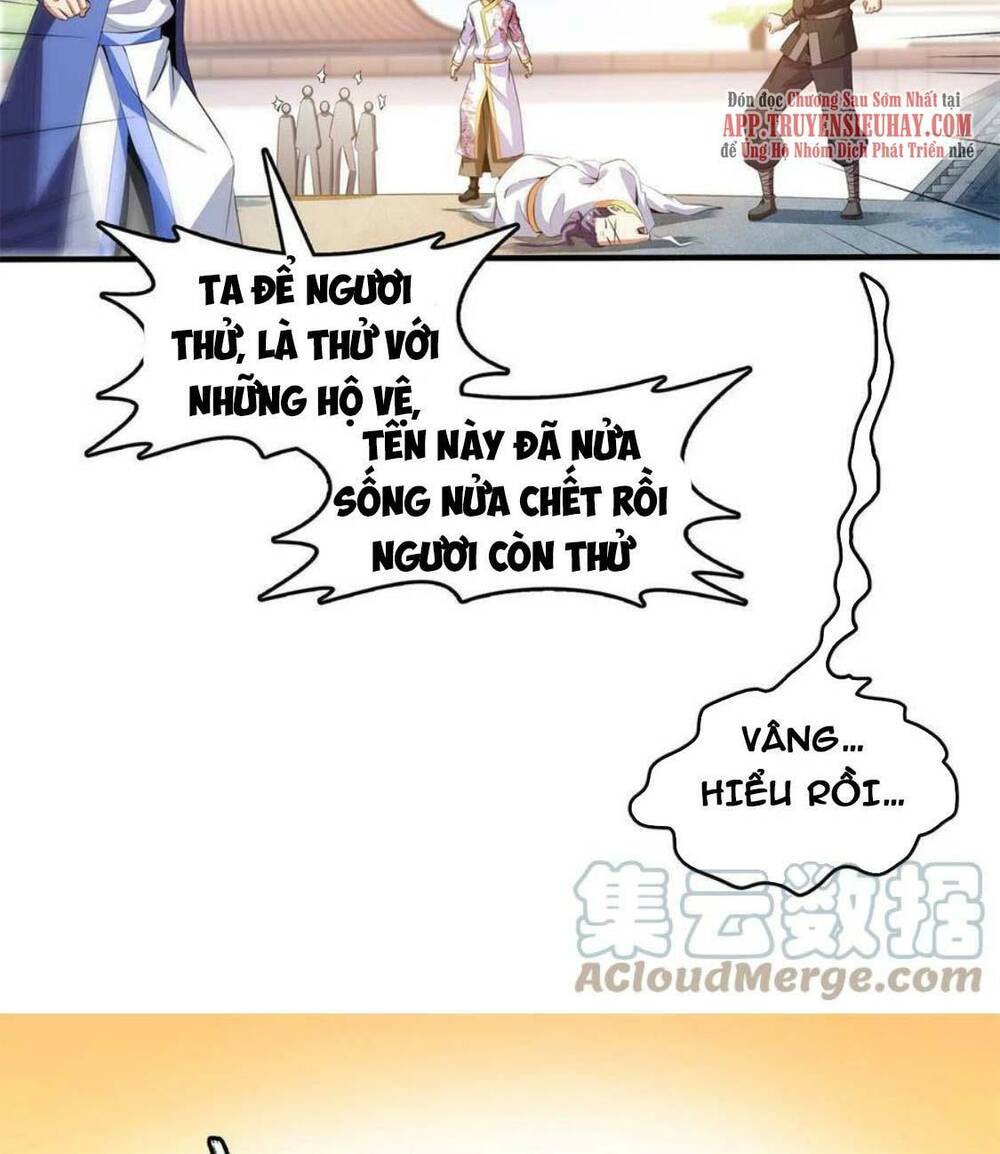 Đón đọc Chương Sau Sớm Nhất tại
APP.TRUYENSIEUHAY.COM
để Ủng Hộ Nhóm Dịch Phát Triển nhé
TA ĐỂ NGƯƠI
THỬ, LÀ THỬ VỚI
NHỮNG HỘ VỆ,
TÊN NÀY ĐÃ NỬA
SỐNG NỬA CHẾT RỒI
NGƯƠI CÒN THỬ
VÂNG...
HIỂU RỒI...
集云数据
ACloudMerge.com